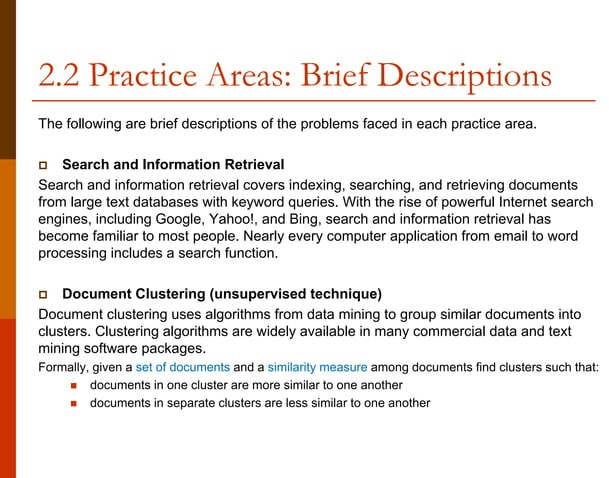 2.2 Practice Areas: Brief Descriptions
The following are brief descriptions of the problems faced in each practice area.
Search and Information Retrieval
Search and information retrieval covers indexing, searching, and retrieving documents
from large text databases with keyword queries. With the rise of powerful Internet search
engines, including Google, Yahoo!, and Bing, search and information retrieval has
become familiar to most people. Nearly every computer application from email to word
processing includes a search function.
Document Clustering (unsupervised technique)
Document clustering uses algorithms from data mining to group similar documents into
clusters. Clustering algorithms are widely available in many commercial data and text
mining software packages.
Formally, given a set of documents and a similarity measure among documents find clusters such that:
documents in one cluster are more similar to one another
documents in separate clusters are less similar to one another